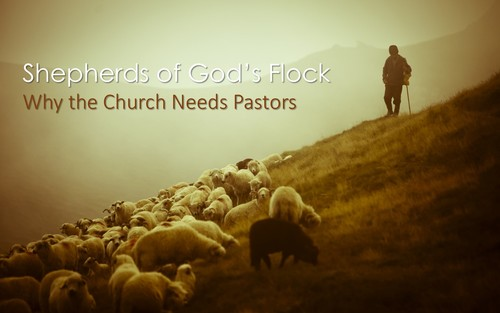 Shepherds of God's Flock
Why the Church Needs Pastors